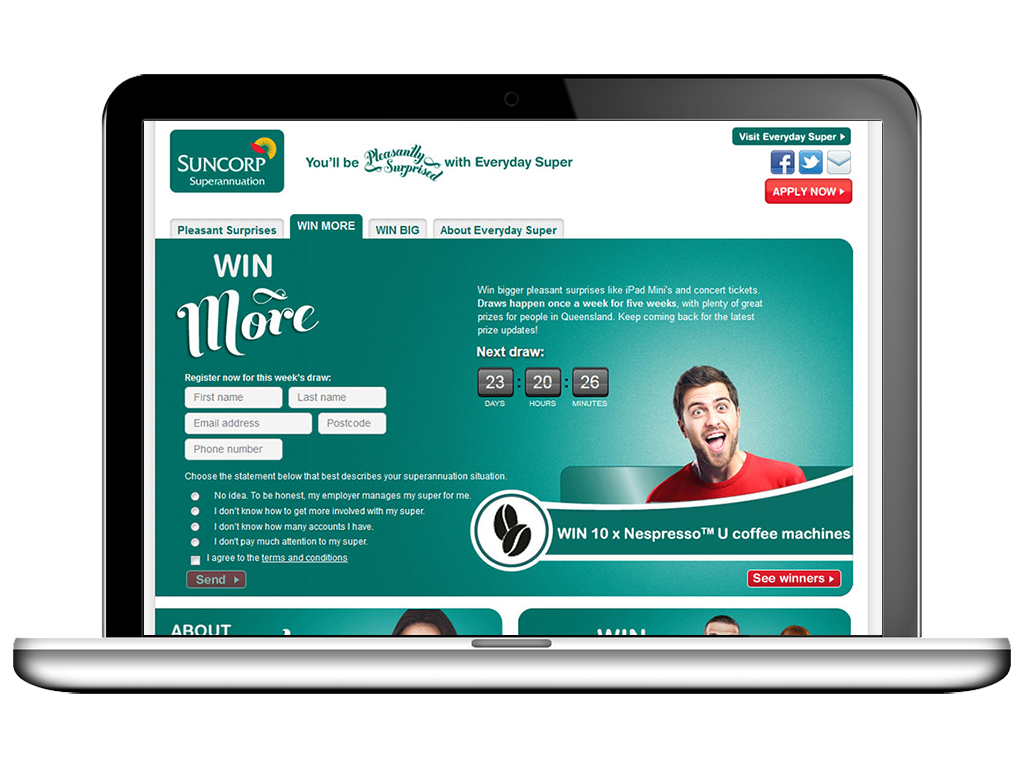 SUNCORP
Superannuation
You'll be Pleasantly Surprised with Everyday Super
Visit Everyday Super
APPLY NOW
Pleasant Surprises
WIN MORE
WIN BIG
About Everyday Super
WIN
More
Win bigger pleasant surprises like iPad Mini's and concert tickets.
Draws happen once a week for five weeks, with plenty of great
prizes for people in Queensland. Keep coming back for the latest
prize updates!
Next draw:
23 : 20 : 26
DAYS HOURS MINUTES
Register now for this week's draw:
First name
Last name
Email address
Postcode
Phone number
Choose the statement below that best describes your superannuation situation.
No idea. To be honest, my employer manages my super for me.
I don't know how to get more involved with my super.
I don't know how many accounts I have.
I don't pay much attention to my super.
I agree to the terms and conditions
Send
WIN 10 x Nespresso™ U coffee machines
See winners
ABOUT
WIN